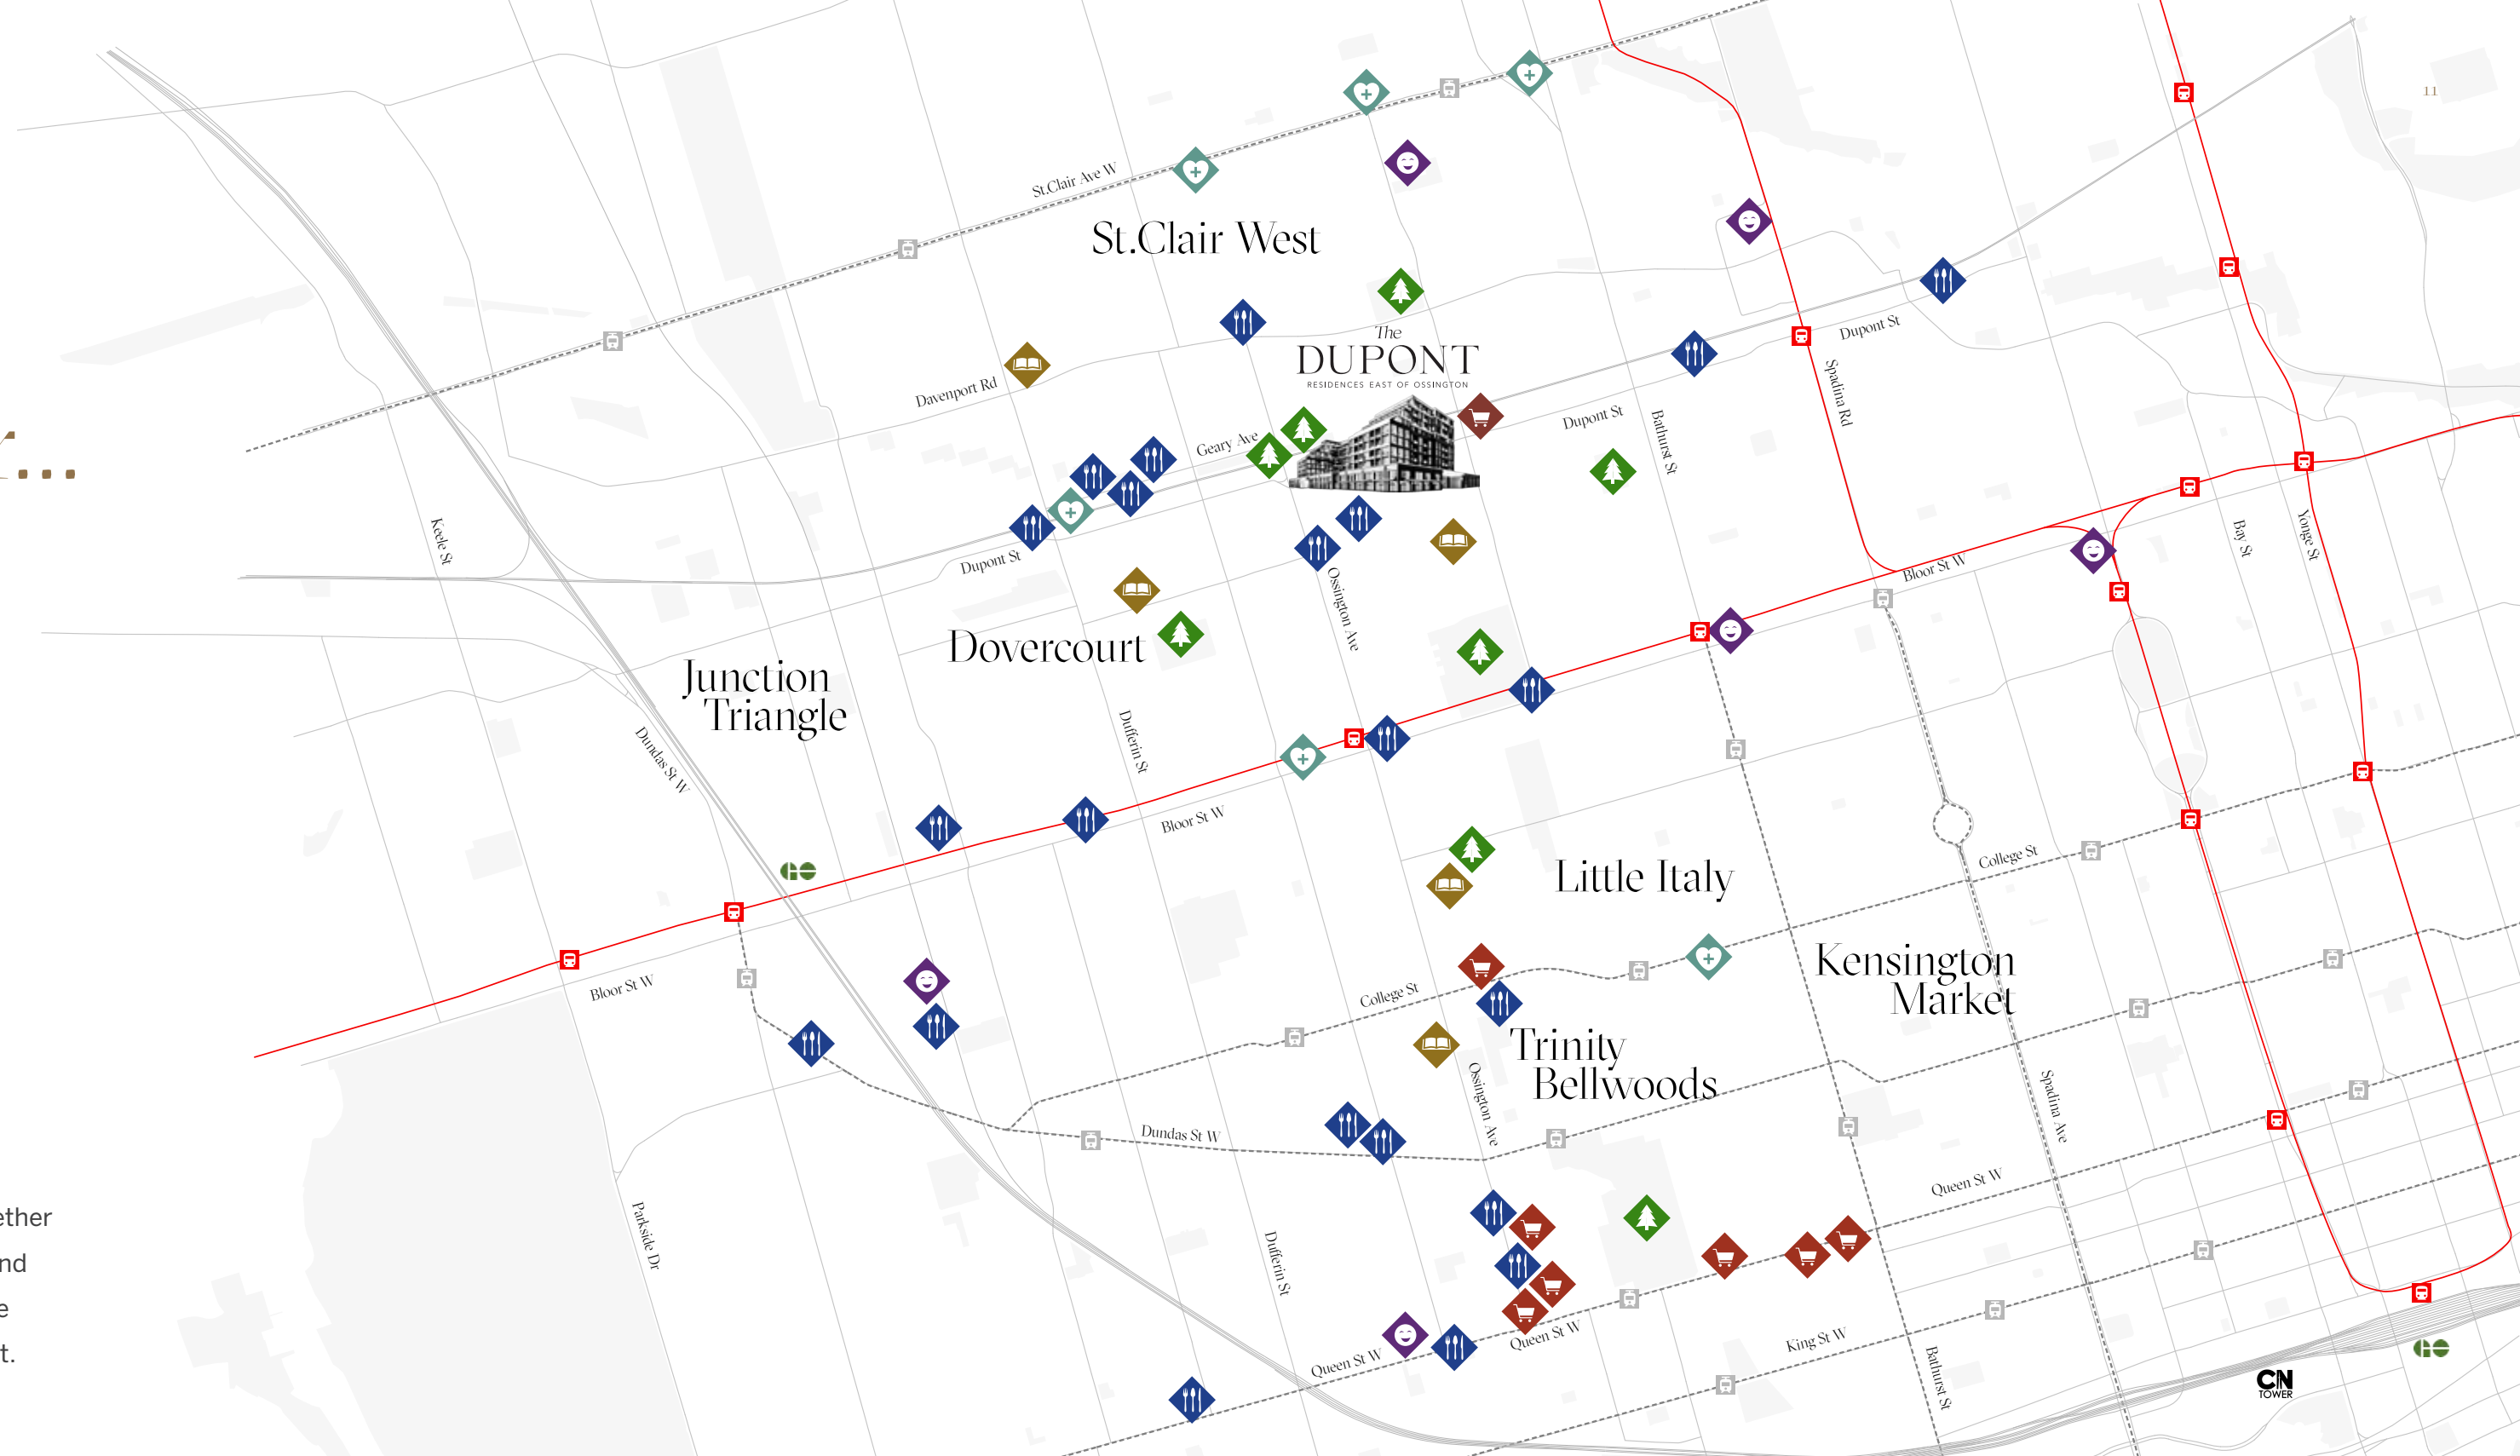 11
St.Clair Ave W
St.Clair West
The
DUPONT
RESIDENCES EAST OF OSSINGTON
Dupont St
Spadina Rd
Davenport Rd
Dupont St
Bathurst St
Geary Ave
Keele St
Dupont St
Bay St
Yonge St
Bloor St W
Ossington Ave
Dovercourt
Junction
Triangle
Dundas St W
Dufferin St
Bloor St W
GO
Little Italy
College St
Kensington
Market
Bloor St W
College St
Trinity
Bellwoods
Ossington Ave
Spadina Ave
Dundas St W
Queen St W
ether
nd
e
t.
Parkside Dr
Dufferin St
Queen St W
Queen St W
King St W
Bathurst St
GO
CN
TOWER